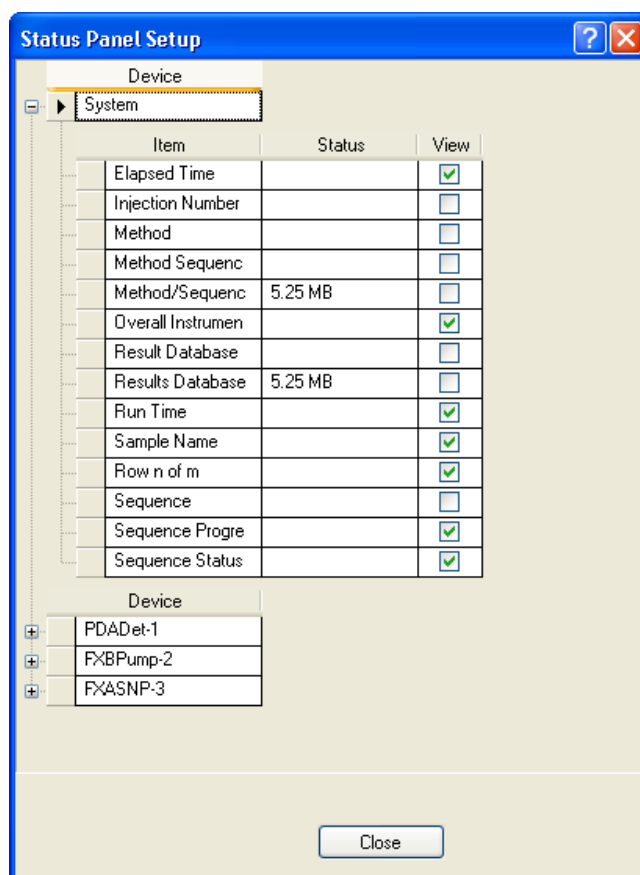 Status Panel Setup
Device
System
Item Status View
Elapsed Time
Injection Number
Method
Method Sequenc
Method/Sequenc 5.25 MB
Overall Instrumen
Result Database
Results Database 5.25 MB
Run Time
Sample Name
Row n of m
Sequence
Sequence Progre
Sequence Status
Device
PDADet-1
FXBPump-2
FXASNP-3
Close